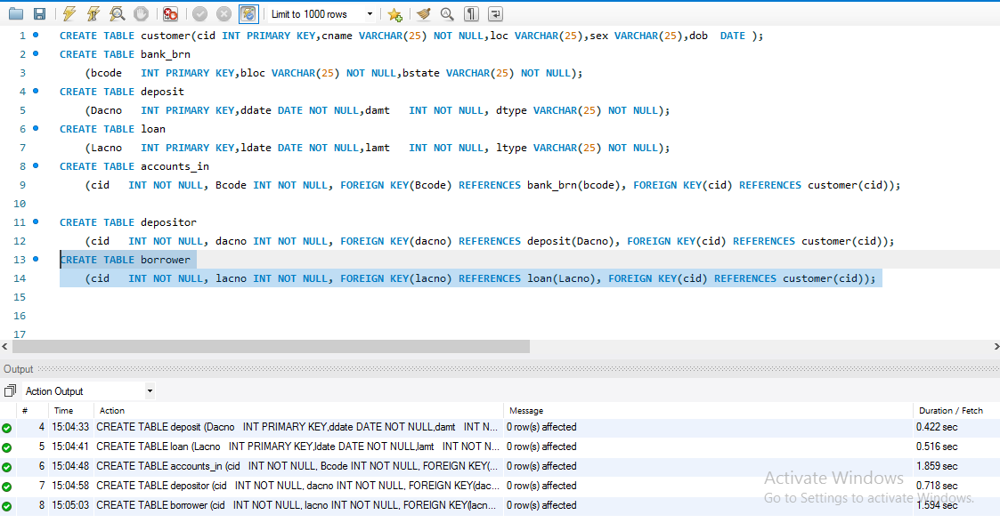 Limit to 1000 rows
1 CREATE TABLE customer(cid INT PRIMARY KEY,cname VARCHAR(25) NOT NULL,loc VARCHAR(25),sex VARCHAR(25),dob DATE );
2 CREATE TABLE bank_brn
3 (bcode INT PRIMARY KEY,bloc VARCHAR(25) NOT NULL,bstate VARCHAR(25) NOT NULL);
4 CREATE TABLE deposit
5 (Dacno INT PRIMARY KEY,ddate DATE NOT NULL,damt INT NOT NULL, dtype VARCHAR(25) NOT NULL);
6 CREATE TABLE loan
7 (Lacno INT PRIMARY KEY,ldate DATE NOT NULL,lamt INT NOT NULL, ltype VARCHAR(25) NOT NULL);
8 CREATE TABLE accounts_in
9 (cid INT NOT NULL, Bcode INT NOT NULL, FOREIGN KEY(Bcode) REFERENCES bank_brn(bcode), FOREIGN KEY(cid) REFERENCES customer(cid));
10
11 CREATE TABLE depositor
12 (cid INT NOT NULL, dacno INT NOT NULL, FOREIGN KEY(dacno) REFERENCES deposit(Dacno), FOREIGN KEY(cid) REFERENCES customer(cid));
13 CREATE TABLE borrower
14 (cid INT NOT NULL, lacno INT NOT NULL, FOREIGN KEY(lacno) REFERENCES loan(Lacno), FOREIGN KEY(cid) REFERENCES customer(cid));
15
16
17
Output
Action Output
# Time Action Message Duration / Fetch
4 15:04:33 CREATE TABLE deposit (Dacno INT PRIMARY KEY,ddate DATE NOT NULL,damt INT N... 0 row(s) affected 0.422 sec
5 15:04:41 CREATE TABLE loan (Lacno INT PRIMARY KEY,ldate DATE NOT NULL,lamt INT NOT N... 0 row(s) affected 0.516 sec
6 15:04:48 CREATE TABLE accounts_in (cid INT NOT NULL, Bcode INT NOT NULL, FOREIGN KEY(... 0 row(s) affected 1.859 sec
7 15:04:58 CREATE TABLE depositor (cid INT NOT NULL, dacno INT NOT NULL, FOREIGN KEY(dac... 0 row(s) affected 0.718 sec
8 15:05:03 CREATE TABLE borrower (cid INT NOT NULL, lacno INT NOT NULL, FOREIGN KEY(lacn... 0 row(s) affected 1.594 sec
Activate Windows
Go to Settings to activate Windows.